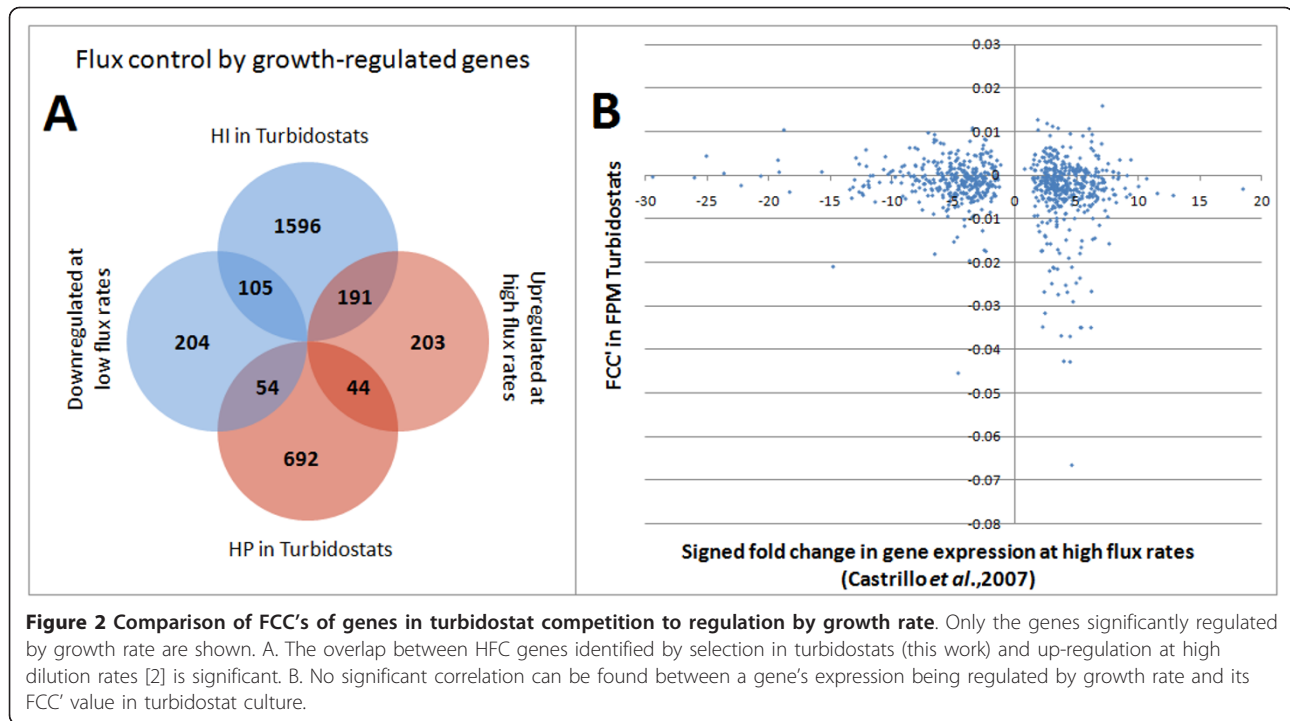 Flux control by growth-regulated genes
A
HI in Turbidostats
1596
Downregulated at
low flux rates
105
191
Upregulated at
high flux rates
204
203
54
44
692
HP in Turbidostats
B
FCC' in FPM Turbidostats
0.03
0.02
0.01
0
-30
-25
-20
-15
-10
-5
0
5
10
15
20
-0.01
-0.02
-0.03
-0.04
-0.05
-0.06
-0.07
-0.08
Signed fold change in gene expression at high flux rates
(Castrillo et al.,2007)
Figure 2 Comparison of FCC's of genes in turbidostat competition to regulation by growth rate. Only the genes significantly regulated
by growth rate are shown. A. The overlap between HFC genes identified by selection in turbidostats (this work) and up-regulation at high
dilution rates [2] is significant. B. No significant correlation can be found between a gene's expression being regulated by growth rate and its
FCC' value in turbidostat culture.